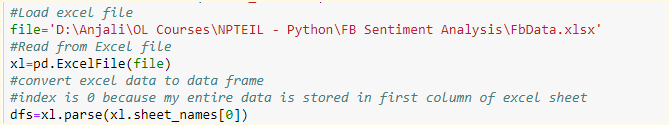 #Load excel file
file='D:\Anjali\OL Courses\NPTEIL - Python\FB Sentiment Analysis\FbData.xlsx'
#Read from Excel file
xl=pd.ExcelFile(file)
#convert excel data to data frame
#index is 0 because my entire data is stored in first column of excel sheet
dfs=xl.parse(xl.sheet_names[0])